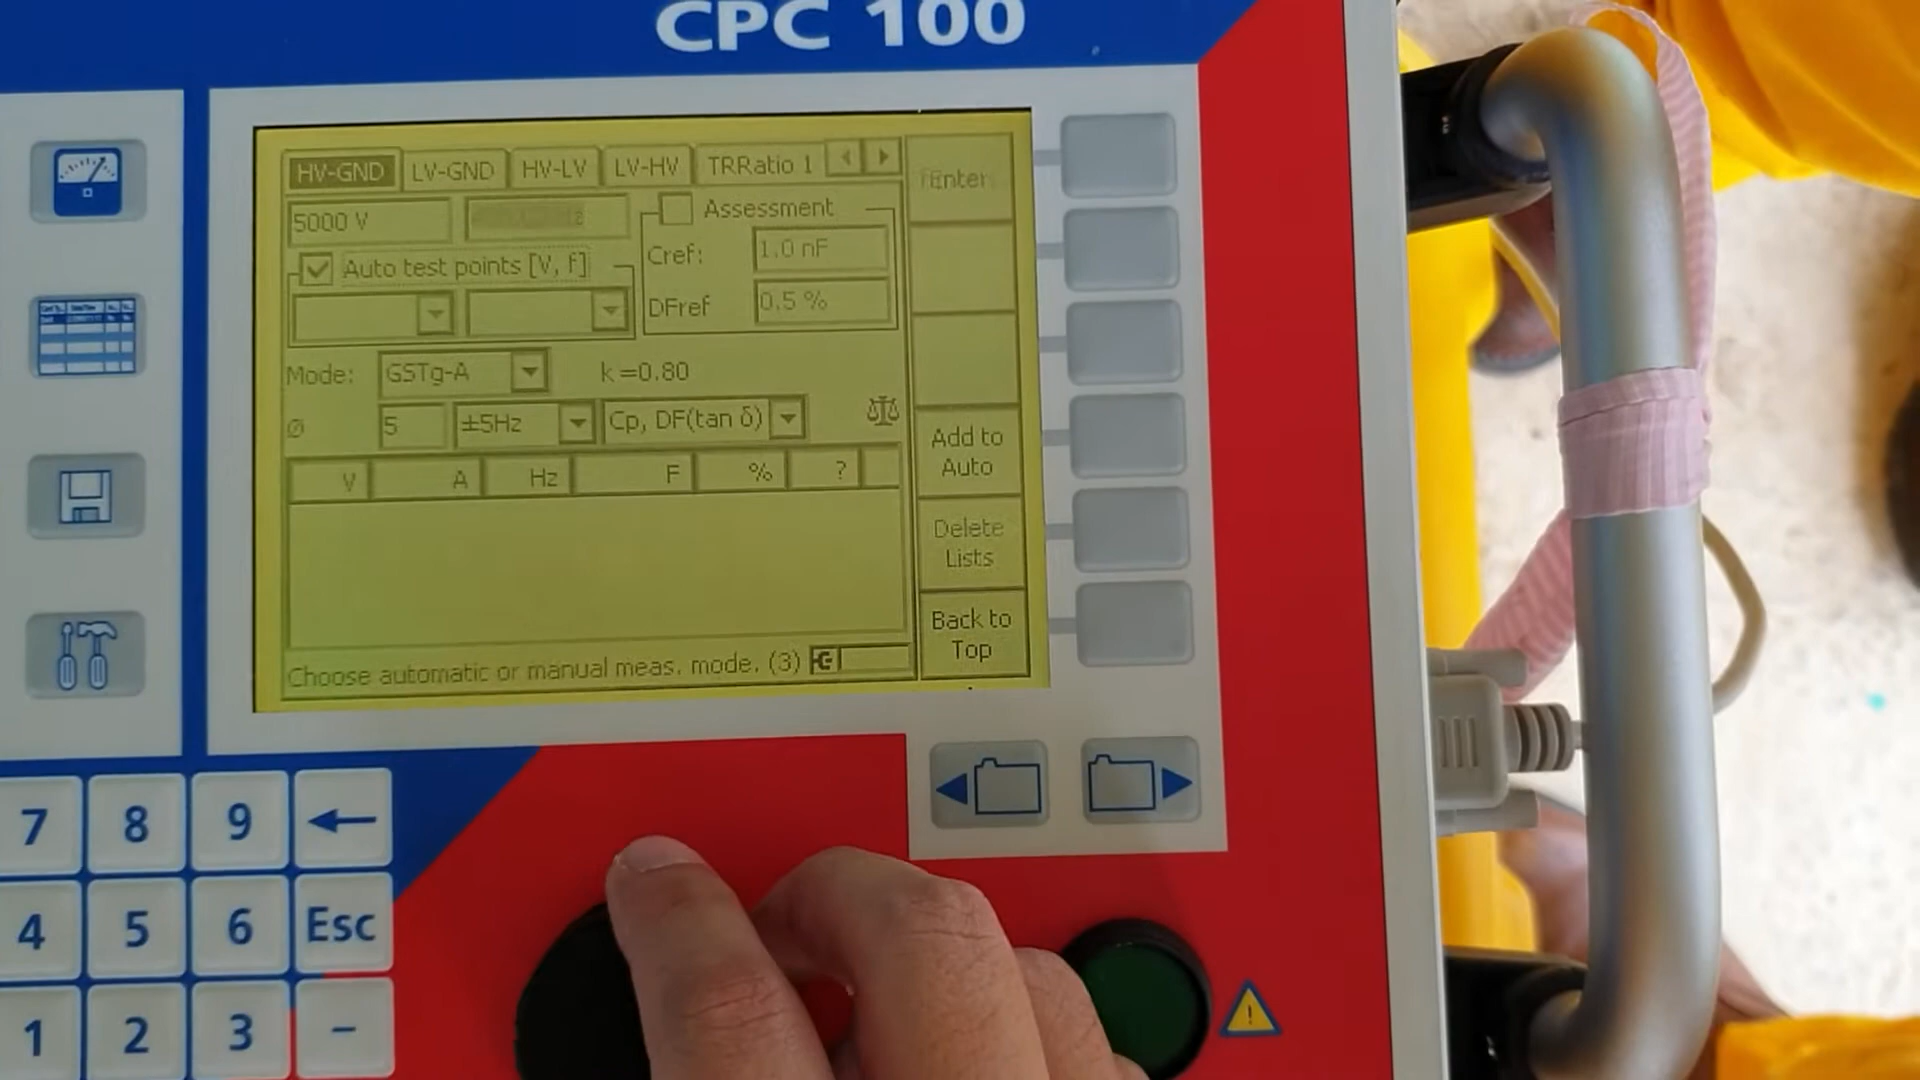 CPC 100
HV-GND LV-GND HV-LV LV-HV TRRatio 1
5000 V
Assessment
Auto test points [V, f]
Cref: 1.0 nF
DFref 0.5 %
Mode: GSTg-A k =0.80
Ø 5 ±5Hz Cp, DF(tan δ)
V A Hz F % ?
Choose automatic or manual meas. mode. (3)
Enter
Add to
Auto
Delete
Lists
Back to
Top
7 8 9
4 5 6 Esc
1 2 3 −